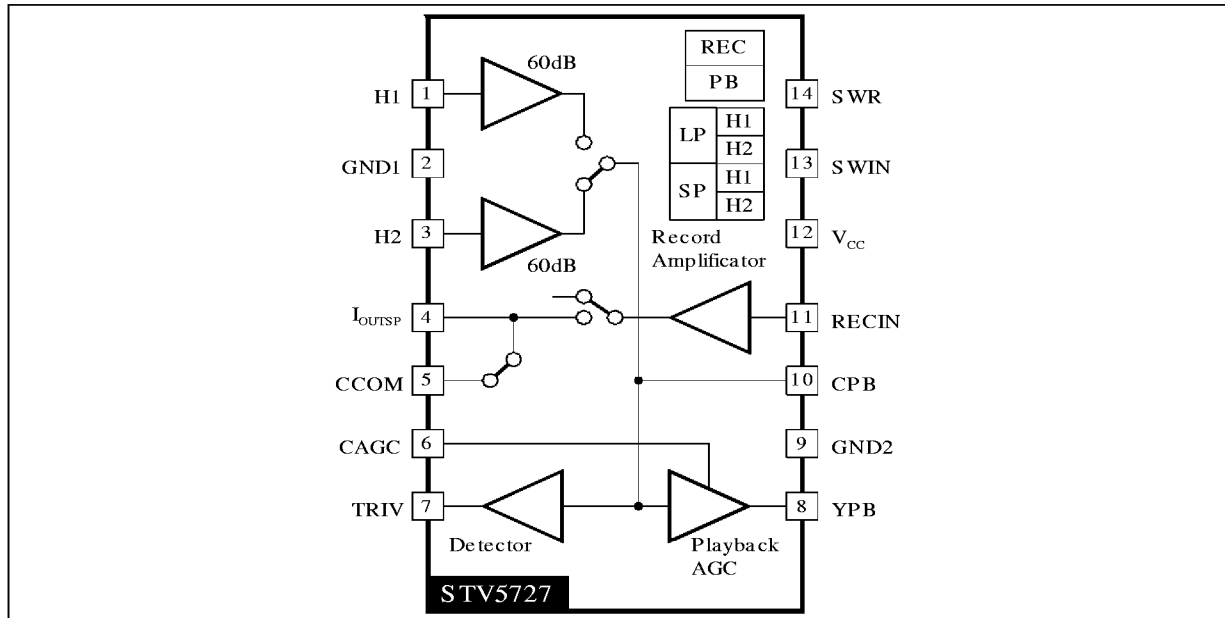 60dB
REC
PB
H1 1
14 SWR
LP H1
H2
SP H1
H2
GND1 2
13 SWIN
H2 3
12 VCC
60dB
Record
Amplificator
IOUTSP 4
11 RECIN
CCOM 5
10 CPB
CAGC 6
9 GND2
TRIV 7
8 YPB
Detector
Playback
AGC
STV5727